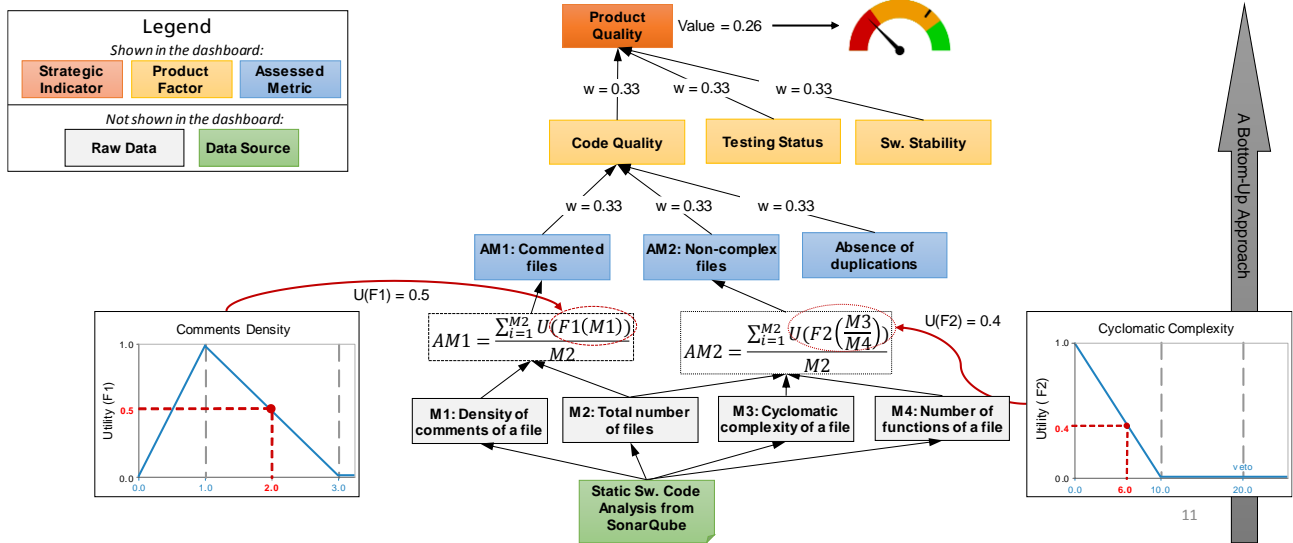 Legend
Shown in the dashboard:
Strategic
Indicator
Product
Factor
Assessed
Metric
Not shown in the dashboard:
Raw Data
Data Source
Product
Quality
Value = 0.26
w = 0.33
w = 0.33
w = 0.33
Code Quality
Testing Status
Sw. Stability
w = 0.33
w = 0.33
w = 0.33
AM1: Commented
files
AM2: Non-complex
files
Absence of
duplications
A Bottom-Up Approach
U(F1) = 0.5
U(F2) = 0.4
AM1 = \frac{\sum_{i=1}^{M2} U(F1(M1))}{M2}
AM2 = \frac{\sum_{i=1}^{M2} U(F2(\frac{M3}{M4}))}{M2}
Comments Density
Utility (F1)
1.0
0.5
0.0
0.0 1.0 2.0 3.0
Cyclomatic Complexity
Utility ( F2)
1.0
0.4
0.0
veto
0.0 6.0 10.0 20.0
M1: Density of
comments of a file
M2: Total number
of files
M3: Cyclomatic
complexity of a file
M4: Number of
functions of a file
Static Sw. Code
Analysis from
SonarQube
11